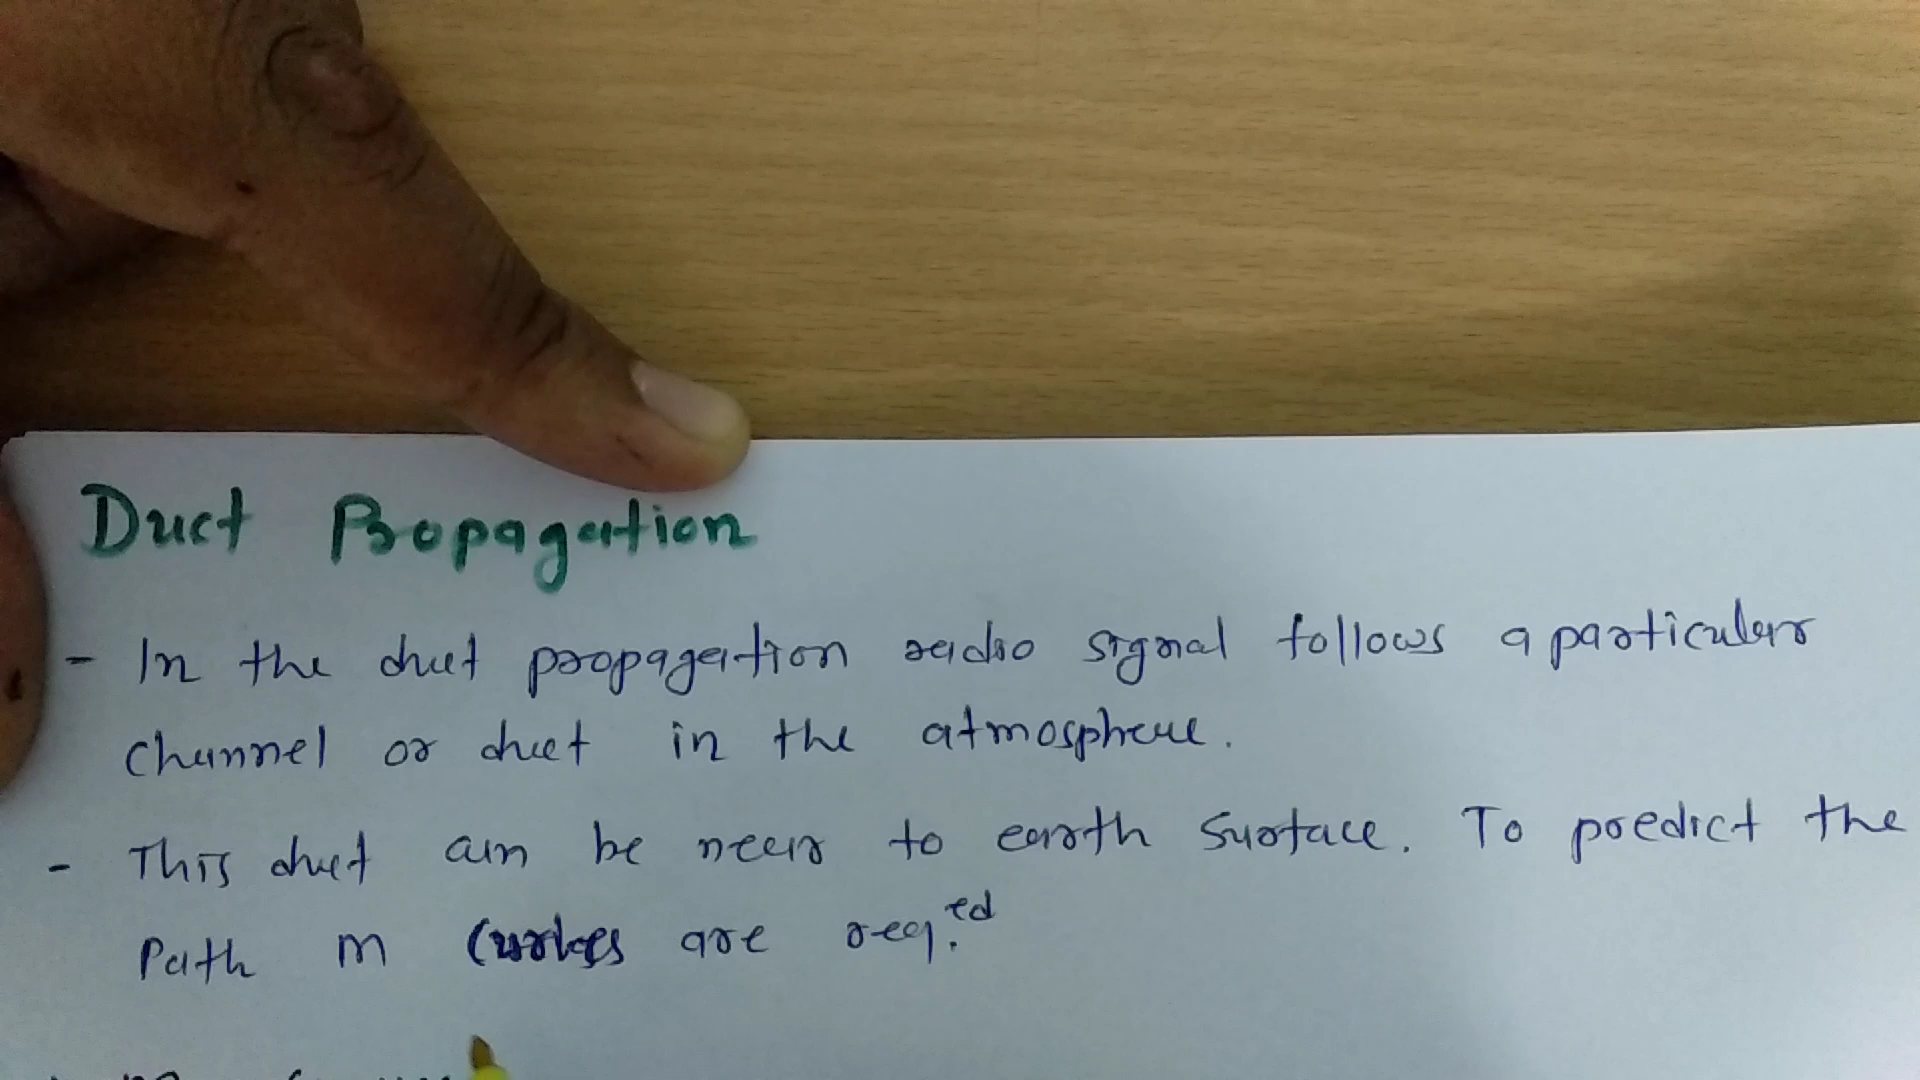 Duct Propagation
- In the duct propagation radio signal follows a particular
channel or duct in the atmosphere.
- This duct can be near to earth surface. To predict the
Path m curves are req.ed